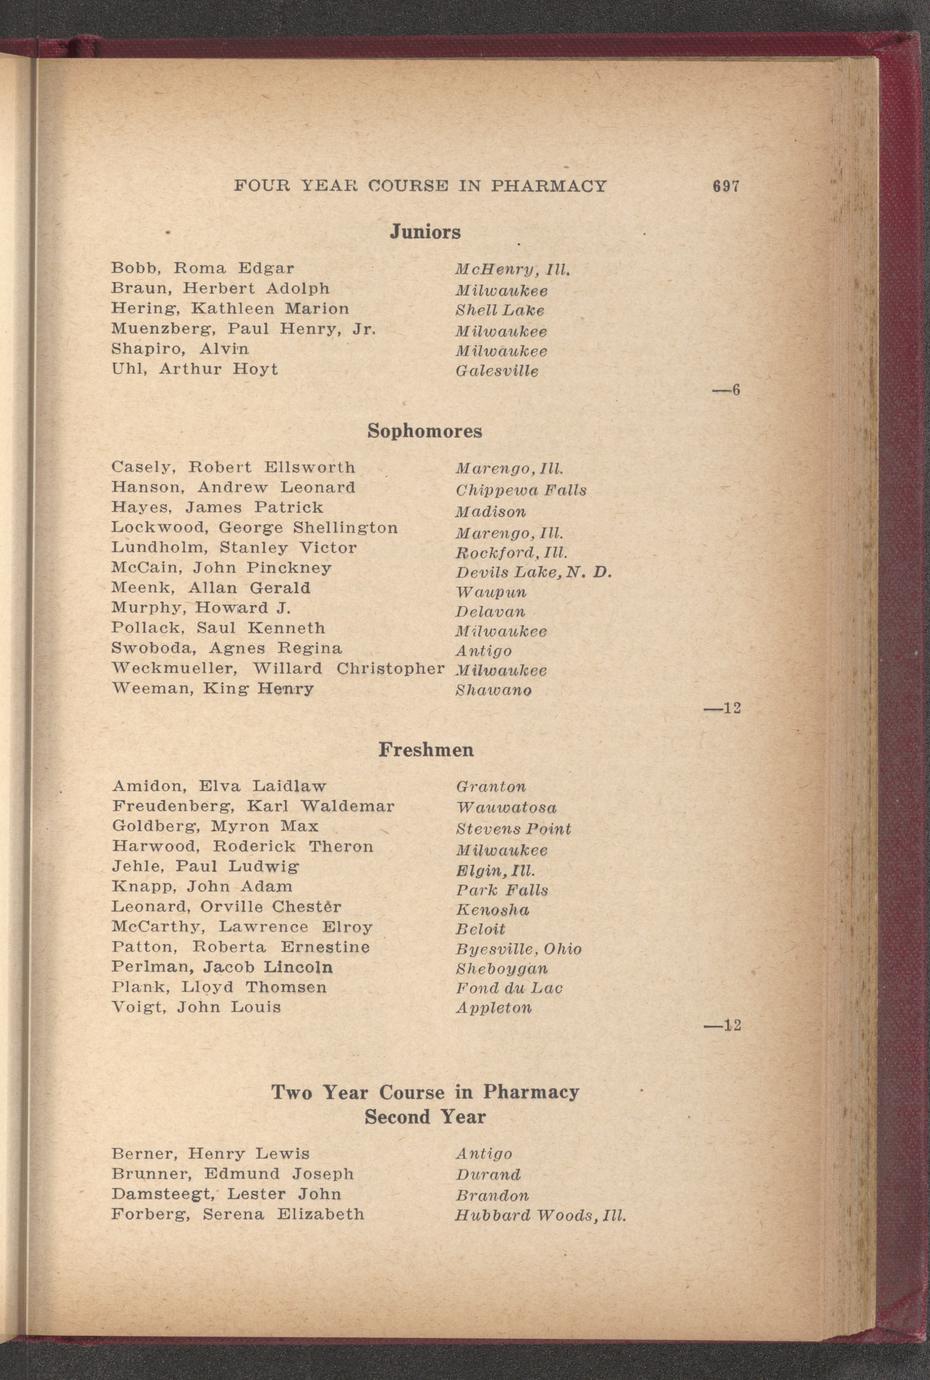 FOUR YEAR COURSE IN PHARMACY 697
Juniors
Bobb, Roma Edgar McHenry, Ill.
Braun, Herbert Adolph Milwaukee
Hering, Kathleen Marion Shell Lake
Muenzberg, Paul Henry, Jr. Milwaukee
Shapiro, Alvin Milwaukee
Uhl, Arthur Hoyt Galesville
—6
Sophomores
Casely, Robert Ellsworth Marengo, Ill.
Hanson, Andrew Leonard Chippewa Falls
Hayes, James Patrick Madison
Lockwood, George Shellington Marengo, Ill.
Lundholm, Stanley Victor Rockford, Ill.
McCain, John Pinckney Devils Lake, N. D.
Meenk, Allan Gerald Waupun
Murphy, Howard J. Delavan
Pollack, Saul Kenneth Milwaukee
Swoboda, Agnes Regina Antigo
Weckmueller, Willard Christopher Milwaukee
Weeman, King Henry Shawano
—12
Freshmen
Amidon, Elva Laidlaw Granton
Freudenberg, Karl Waldemar Wauwatosa
Goldberg, Myron Max Stevens Point
Harwood, Roderick Theron Milwaukee
Jehle, Paul Ludwig Elgin, Ill.
Knapp, John Adam Park Falls
Leonard, Orville Chester Kenosha
McCarthy, Lawrence Elroy Beloit
Patton, Roberta Ernestine Byesville, Ohio
Perlman, Jacob Lincoln Sheboygan
Plank, Lloyd Thomsen Fond du Lac
Voigt, John Louis Appleton
—12
Two Year Course in Pharmacy
Second Year
Berner, Henry Lewis Antigo
Brunner, Edmund Joseph Durand
Damsteegt, Lester John Brandon
Forberg, Serena Elizabeth Hubbard Woods, Ill.